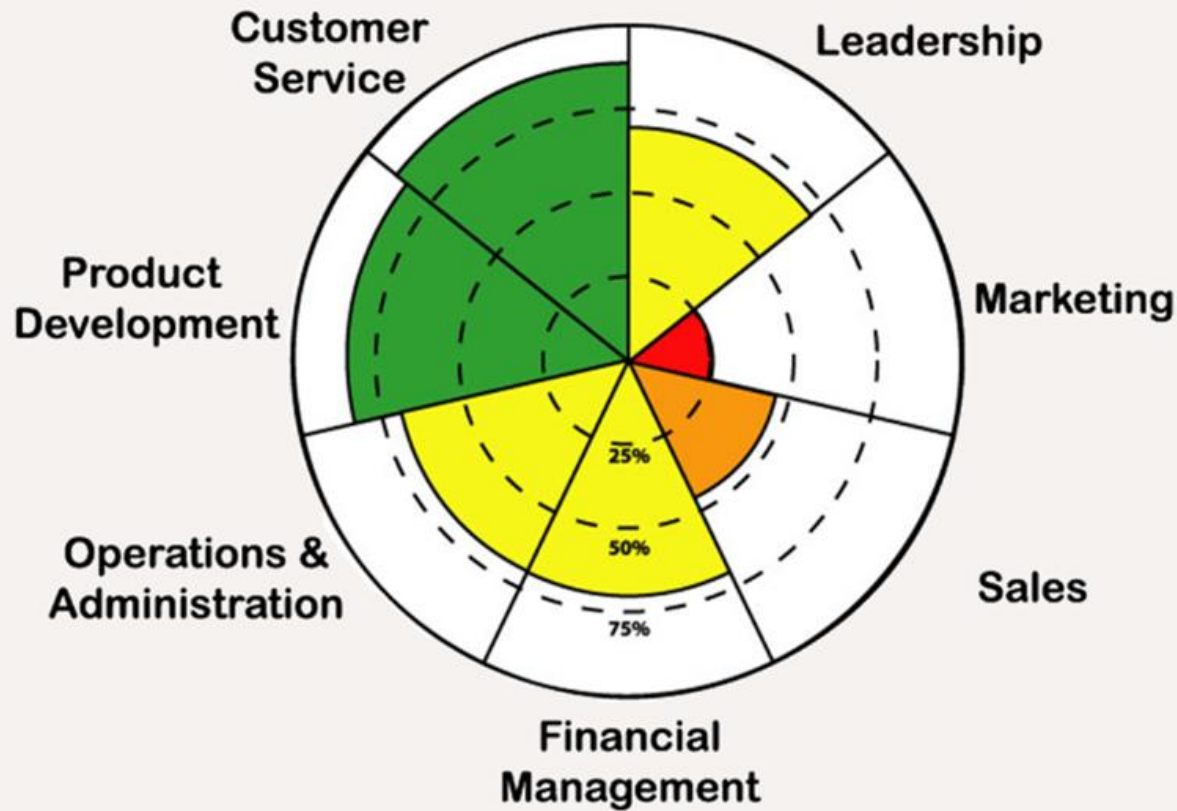 Customer
Service
Leadership
Product
Development
Marketing
25%
50%
75%
Operations &
Administration
Sales
Financial
Management